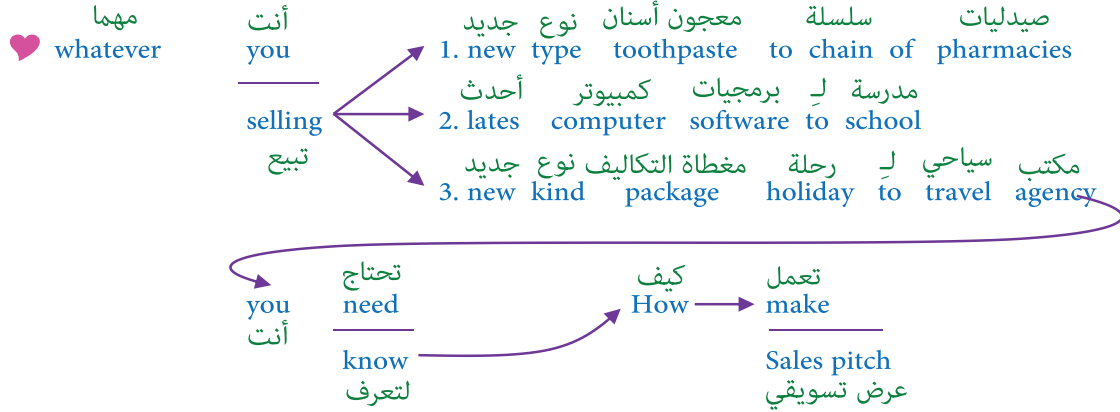 مهما أنت جديد نوع معجون أسنان سلسلة صيدليات
whatever you 1. new type toothpaste to chain of pharmacies
أحدث كمبيوتر برمجيات لـِ مدرسة
selling 2. lates computer software to school
تبيع
جديد نوع مغطاة التكاليف رحلة لـِ سياحي مكتب
3. new kind package holiday to travel agency
تحتاج كيف تعمل
you need How make
أنت
know Sales pitch
لتعرف عرض تسويقي